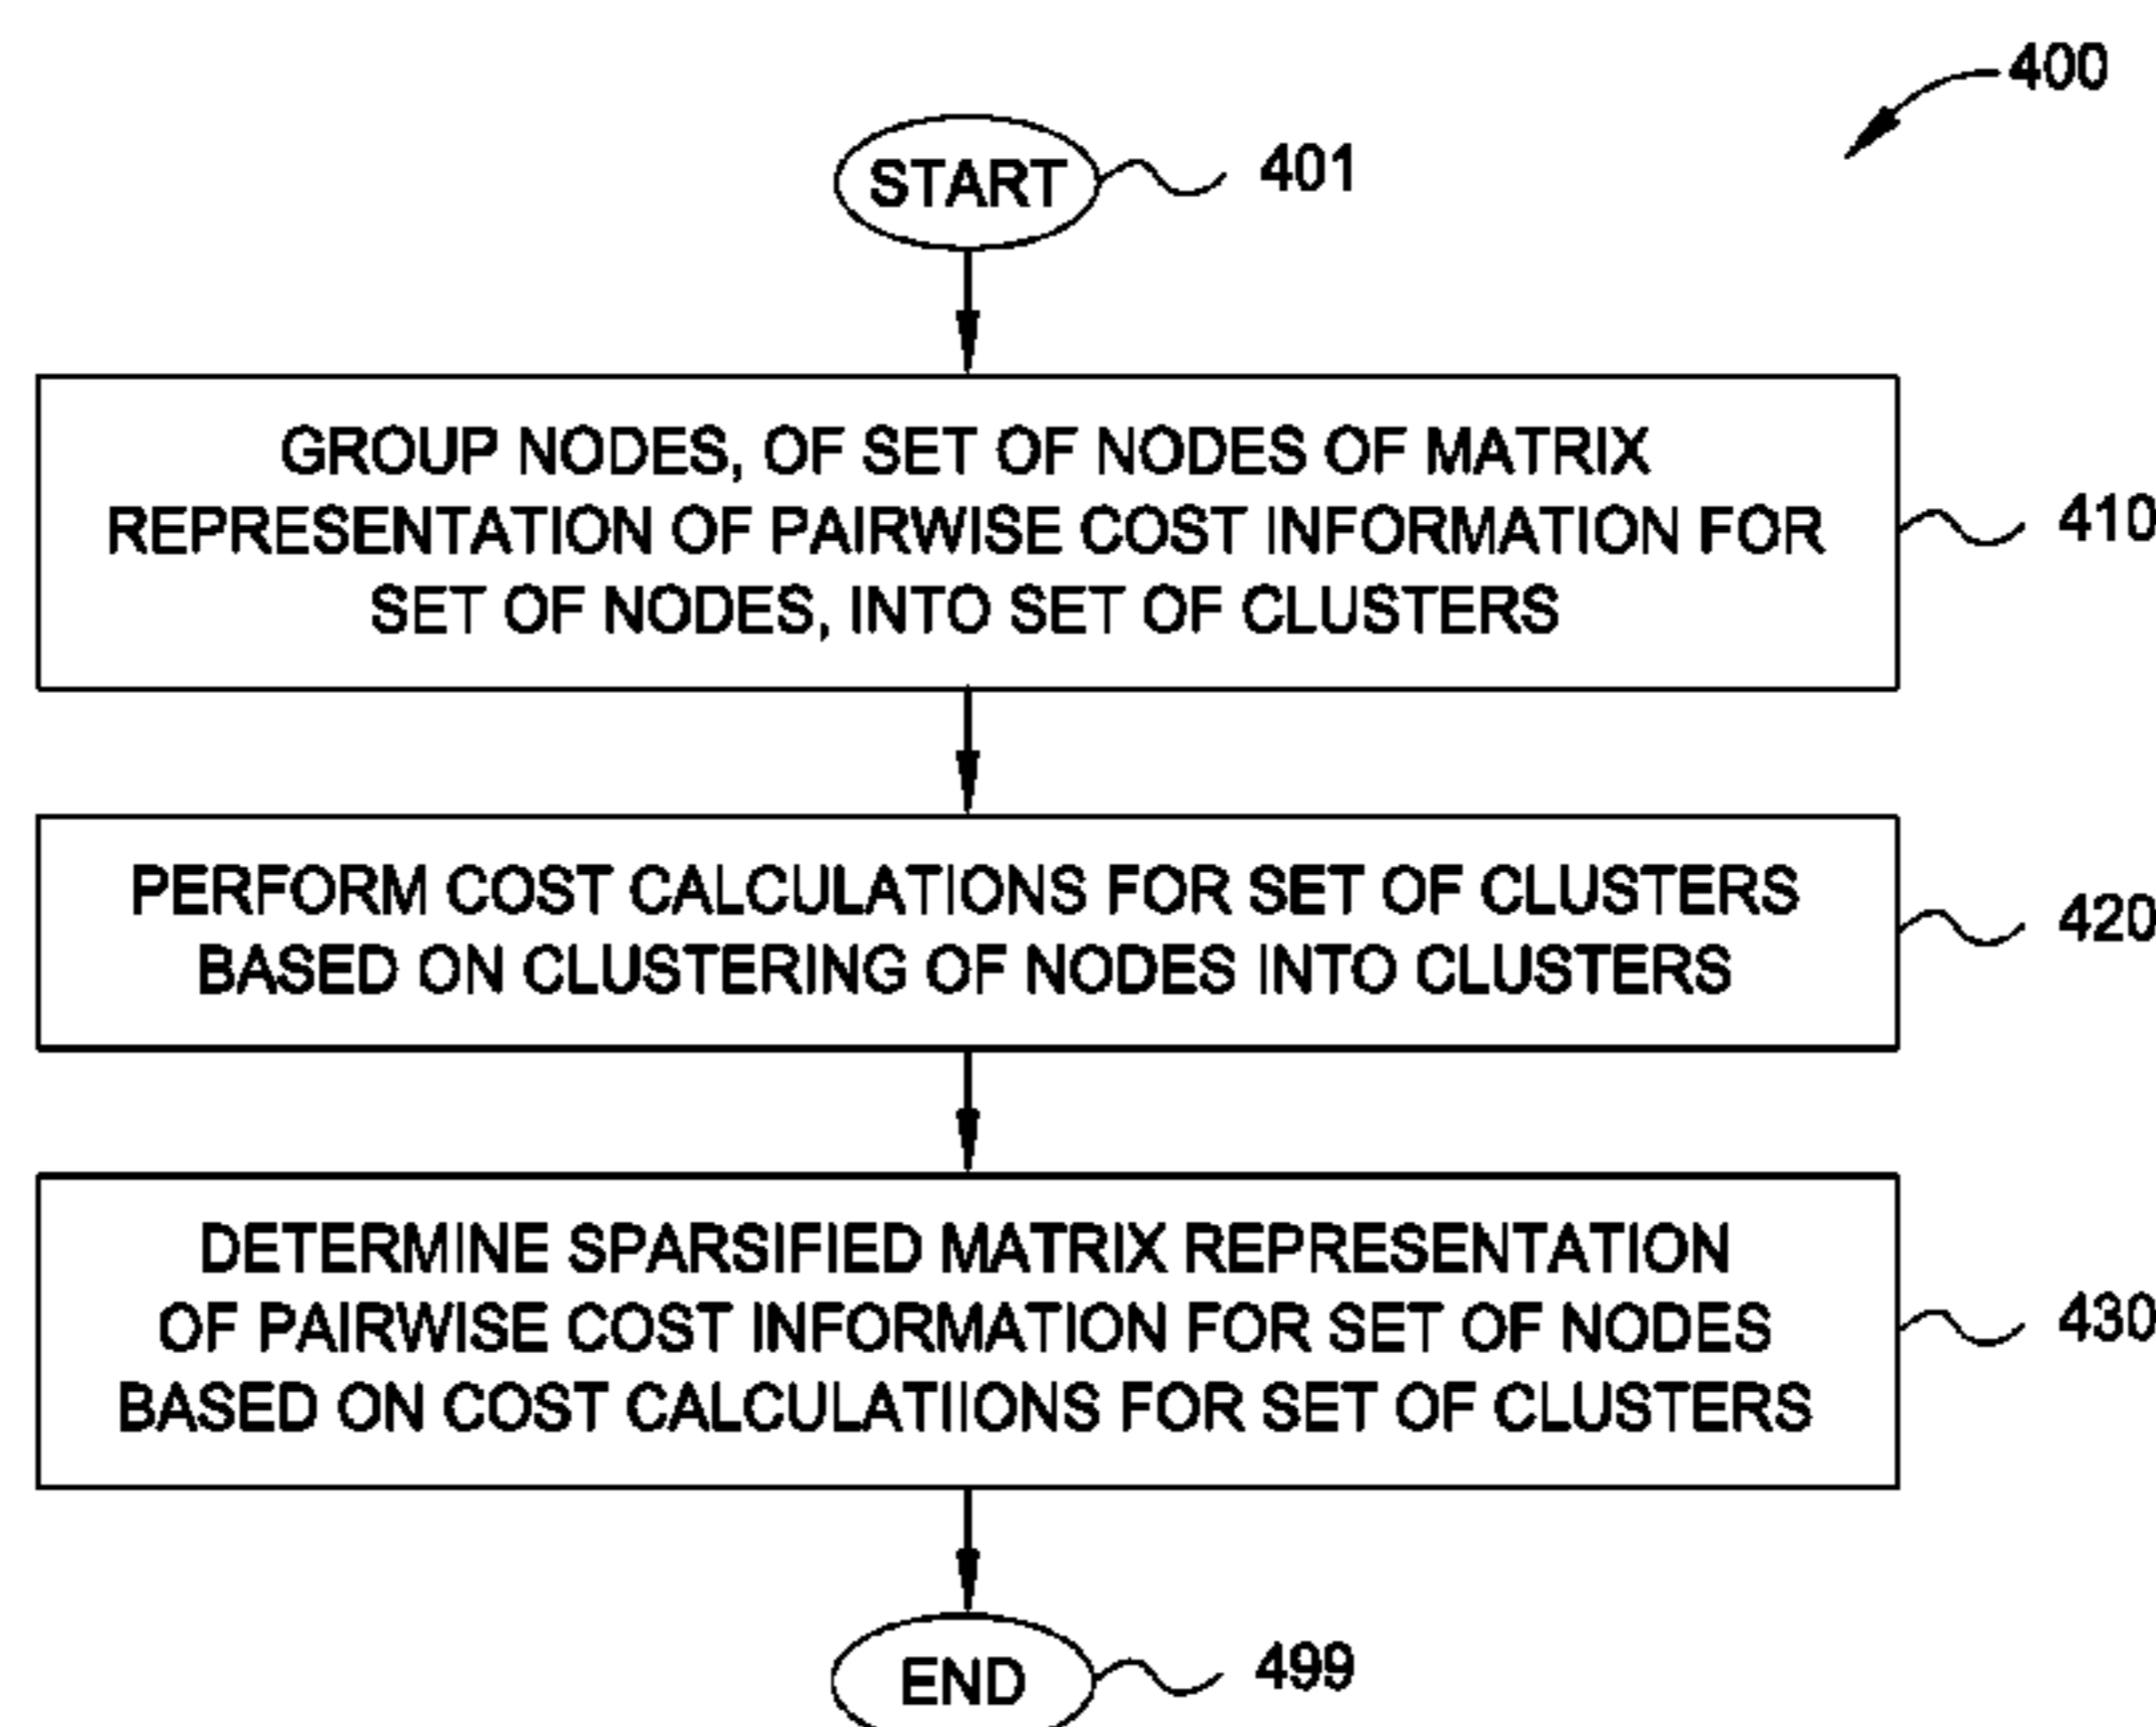 400
START
401
GROUP NODES, OF SET OF NODES OF MATRIX
REPRESENTATION OF PAIRWISE COST INFORMATION FOR
SET OF NODES, INTO SET OF CLUSTERS
410
PERFORM COST CALCULATIONS FOR SET OF CLUSTERS
BASED ON CLUSTERING OF NODES INTO CLUSTERS
420
DETERMINE SPARSIFIED MATRIX REPRESENTATION
OF PAIRWISE COST INFORMATION FOR SET OF NODES
BASED ON COST CALCULATIIONS FOR SET OF CLUSTERS
430
END
499